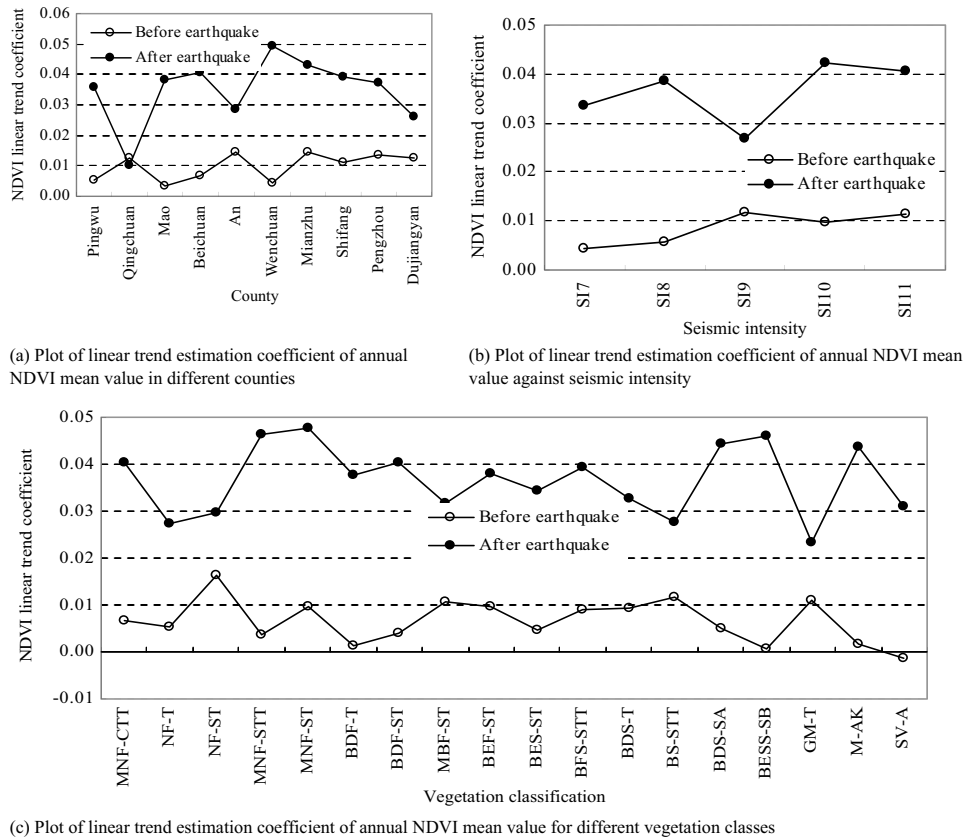 NDVI linear trend coefficient
0.06
0.05
0.04
0.03
0.02
0.01
0.00
Before earthquake
After earthquake
Pingwu
Qingchuan
Mao
Beichuan
An
Wenchuan
Mianzhu
Shifang
Pengzhou
Dujiangyan
County
(a) Plot of linear trend estimation coefficient of annual
NDVI mean value in different counties
NDVI linear trend coefficient
0.05
0.04
0.03
0.02
0.01
0.00
Before earthquake
After earthquake
SI7
SI8
SI9
SI10
SI11
Seismic intensity
(b) Plot of linear trend estimation coefficient of annual NDVI mean
value against seismic intensity
NDVI linear trend coefficient
0.05
0.04
0.03
0.02
0.01
0.00
-0.01
Before earthquake
After earthquake
MNF-CTT
NF-T
NF-ST
MNF-STT
MNF-ST
BDF-T
BDF-ST
MBF-ST
BEF-ST
BES-ST
BFS-STT
BDS-T
BS-STT
BDS-SA
BESS-SB
GM-T
M-AK
SV-A
Vegetation classification
(c) Plot of linear trend estimation coefficient of annual NDVI mean value for different vegetation classes